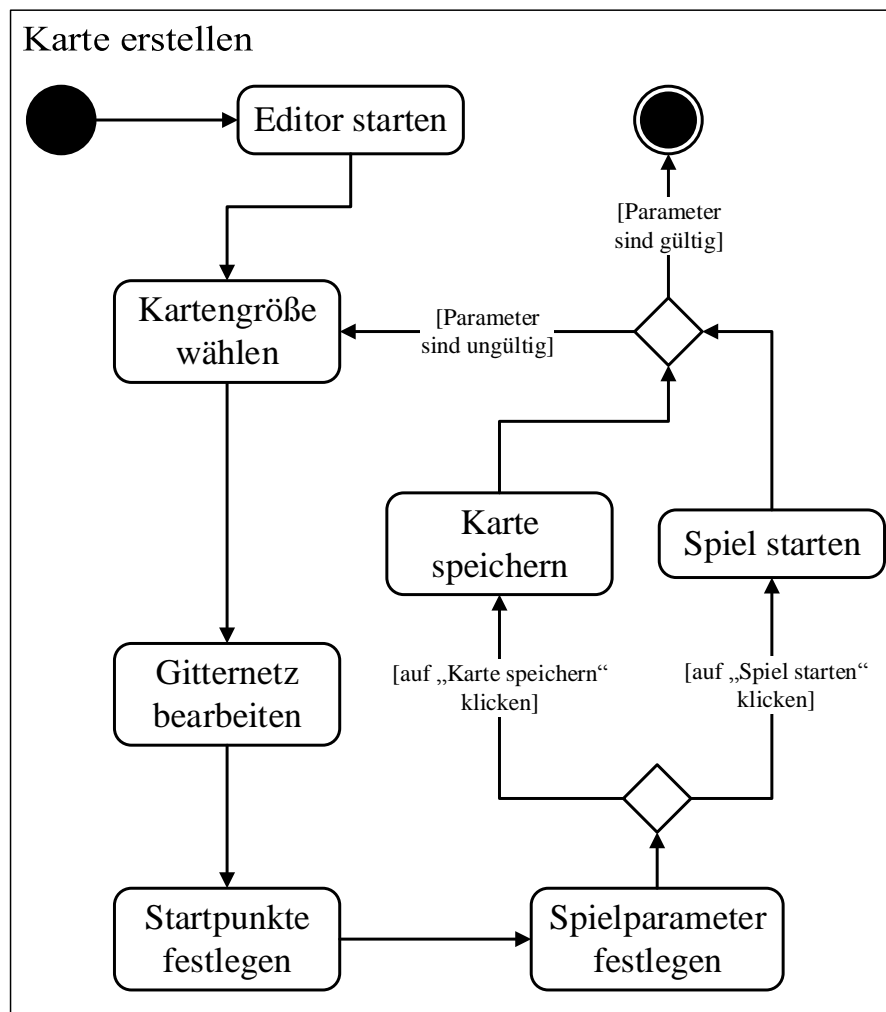 Karte erstellen
Editor starten
[Parameter
sind gültig]
Kartengröße
wählen
[Parameter
sind ungültig]
Karte
speichern
Spiel starten
Gitternetz
bearbeiten
[auf „Karte speichern“
klicken]
[auf „Spiel starten“
klicken]
Startpunkte
festlegen
Spielparameter
festlegen